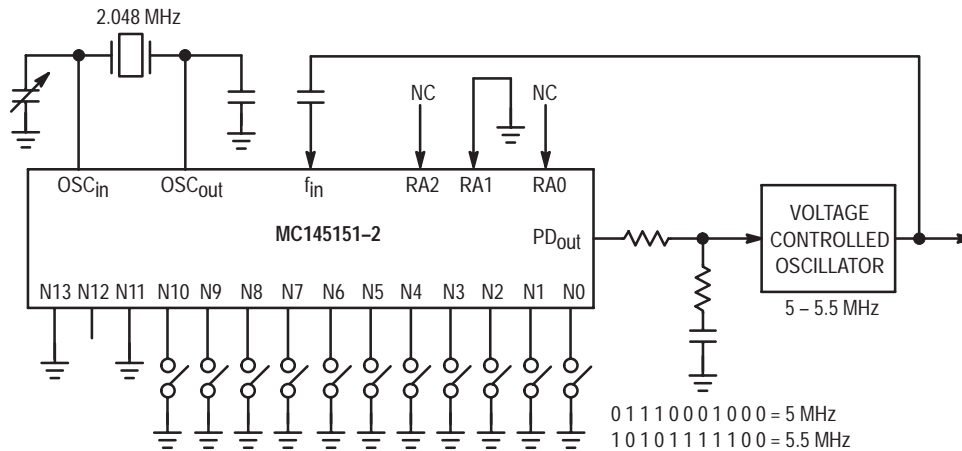 2.048 MHz
NC NC
OSCin OSCout fin RA2 RA1 RA0
MC145151–2
PDout
VOLTAGE
CONTROLLED
OSCILLATOR
5 – 5.5 MHz
N13 N12 N11 N10 N9 N8 N7 N6 N5 N4 N3 N2 N1 N0
0 1 1 1 0 0 0 1 0 0 0 = 5 MHz
1 0 1 0 1 1 1 1 1 0 0 = 5.5 MHz